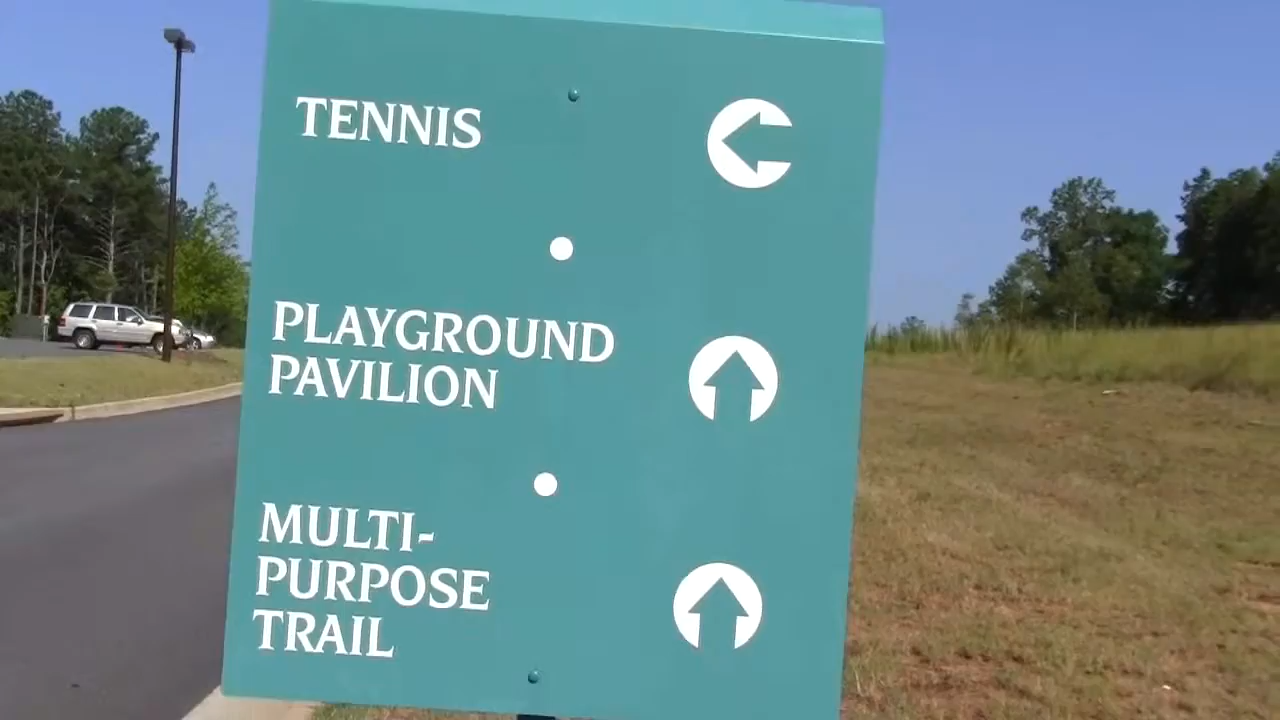 TENNIS
PLAYGROUND
PAVILION
MULTI-
PURPOSE
TRAIL